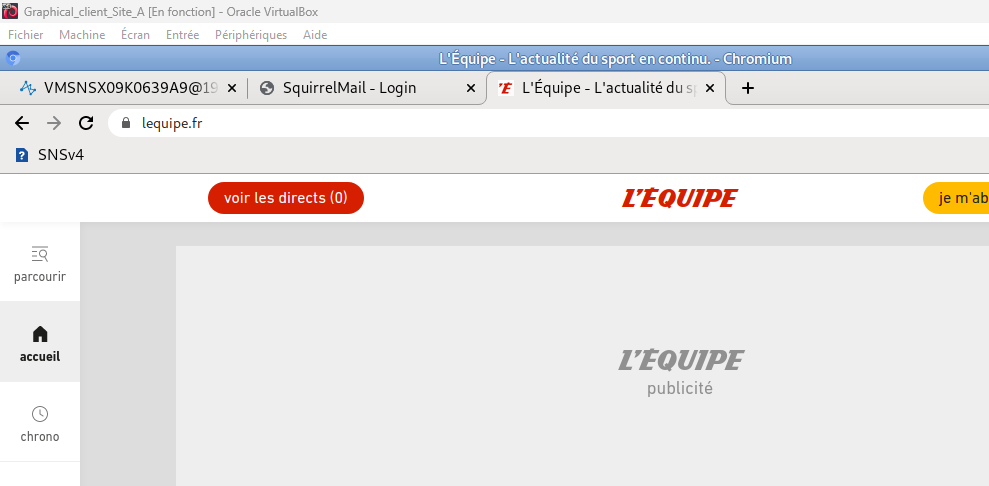 Graphical_client_Site_A [En fonction] - Oracle VirtualBox
Fichier Machine Écran Entrée Périphériques Aide
L'Équipe - L'actualité du sport en continu. - Chromium
VMSNSX09K0639A9@19 SquirrelMail - Login L'Équipe - L'actualité du sp
lequipe.fr
SNSv4
voir les directs (0) L'ÉQUIPE je m'ab
parcourir
accueil
L'ÉQUIPE
publicité
chrono